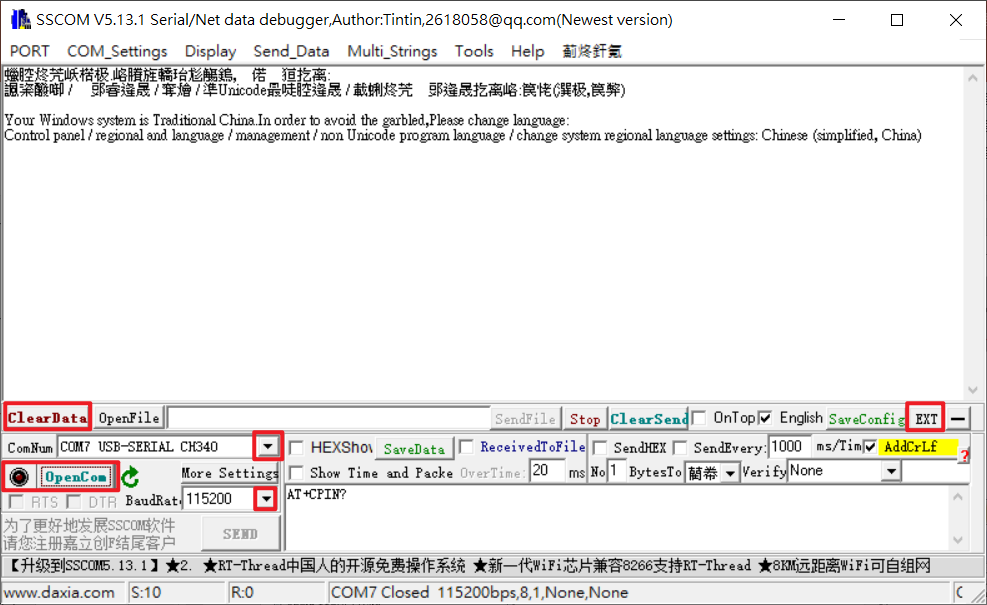 SSCOM V5.13.1 Serial/Net data debugger,Author:Tintin,2618058@qq.com(Newest version)
PORT COM_Settings Display Send_Data Multi_Strings Tools Help
Unicode
Your Windows system is Traditional China.In order to avoid the garbled,Please change language:
Control panel / regional and language / management / non Unicode program language / change system regional language settings: Chinese (simplified, China)
ClearData OpenFile SendFile Stop ClearSend OnTop English SaveConfig EXT
ComNum COM7 USB-SERIAL CH340 HEXShow SaveData ReceivedToFile SendHEX SendEvery: 1000 ms/Tim AddCrLf ?
OpenCom More Settings Show Time and Packe OverTime: 20 ms No 1 BytesTo Verify None
RTS DTR BaudRat 115200 AT+CPIN?
为了更好地发展SSCOM软件
请您注册嘉立创F结尾客户
SEND
【升级到SSCOM5.13.1】★2. ★RT-Thread中国人的开源免费操作系统 ★新一代WiFi芯片兼容8266支持RT-Thread ★8KM远距离WiFi可自组网
www.daxia.com S:10 R:0 COM7 Closed 115200bps,8,1,None,None